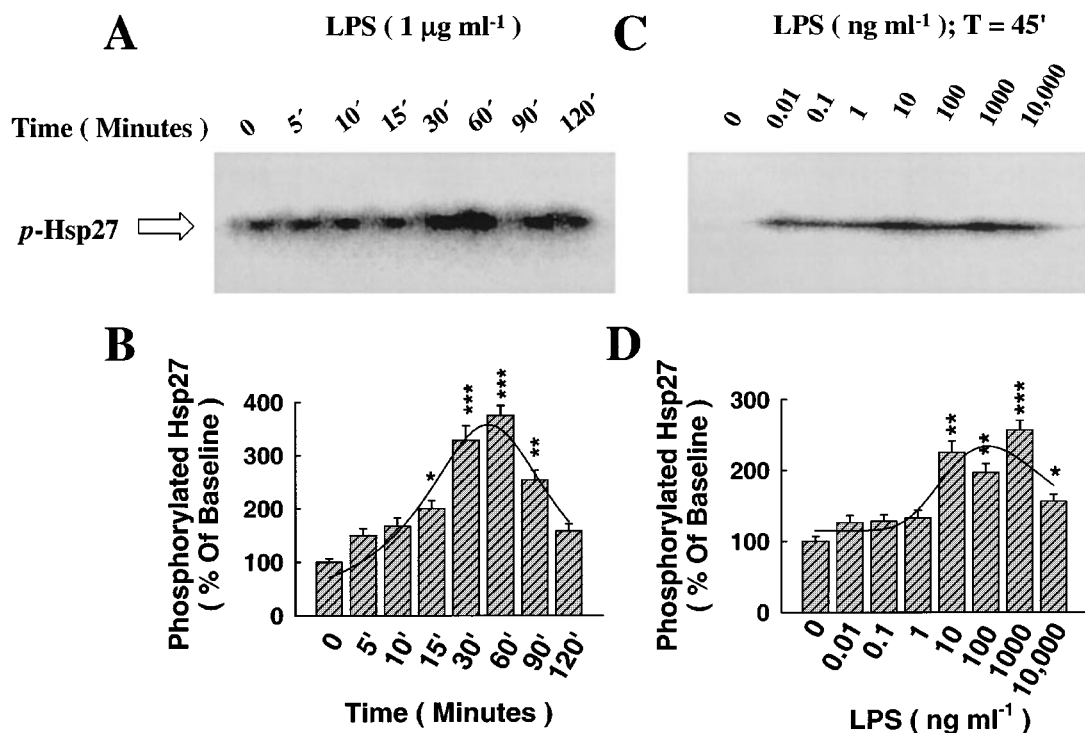 A
LPS ( 1 µg ml-1 )
Time ( Minutes )
0 5' 10' 15' 30' 60' 90' 120'
p-Hsp27
C
LPS ( ng ml-1 ); T = 45'
0 0.01 0.1 1 10 100 1000 10,000
B
Phosphorylated Hsp27
( % Of Baseline )
400
300
200
100
0
* *** *** **
0 5' 10' 15' 30' 60' 90' 120'
Time ( Minutes )
D
Phosphorylated Hsp27
( % Of Baseline )
300
200
100
0
** ** *** *
0 0.01 0.1 1 10 100 1000 10,000
LPS ( ng ml-1 )